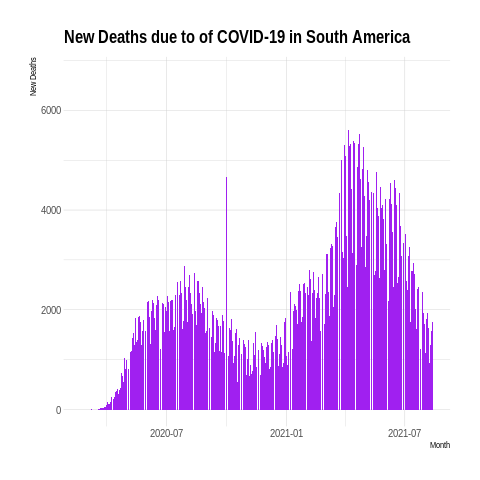 New Deaths due to of COVID-19 in South America
New Deaths
6000
4000
2000
0
2020-07
2021-01
2021-07
Month